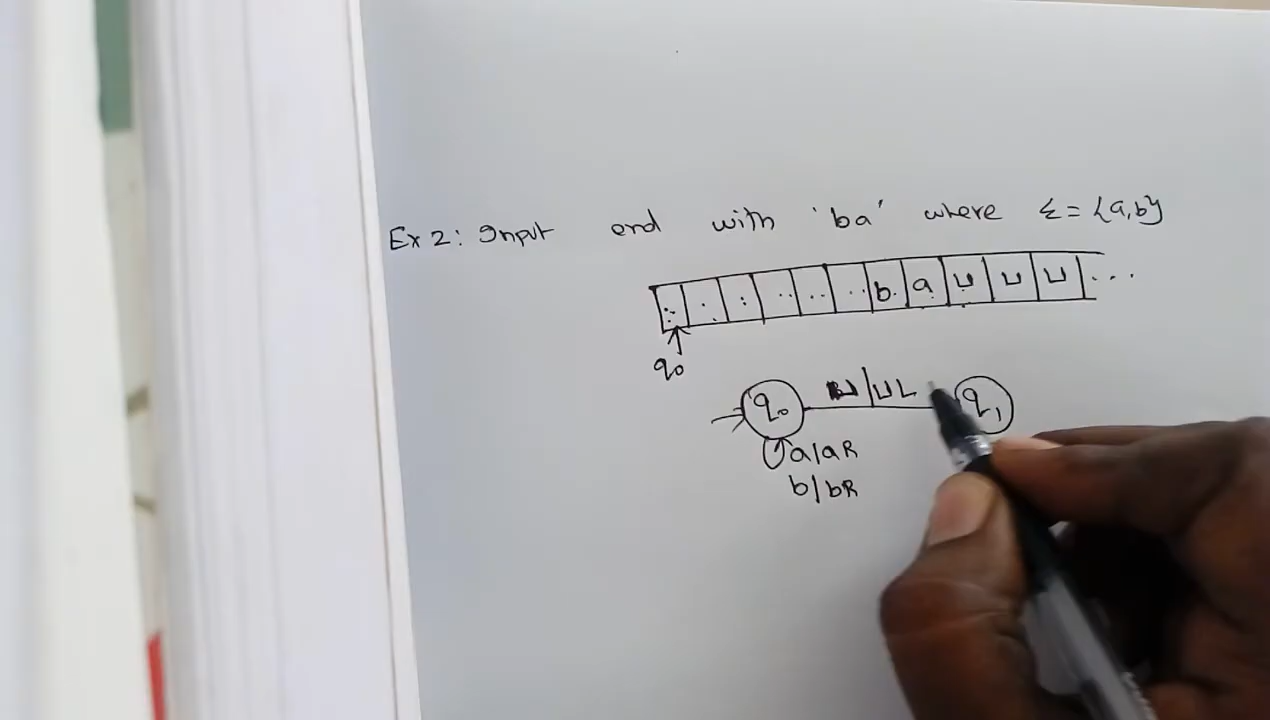 Ex 2: Input end with 'ba' where Σ = {a,b}
b a ⊔ ⊔ ⊔ ...
q0
q0 ⊔/⊔L q1
a/aR
b/bR